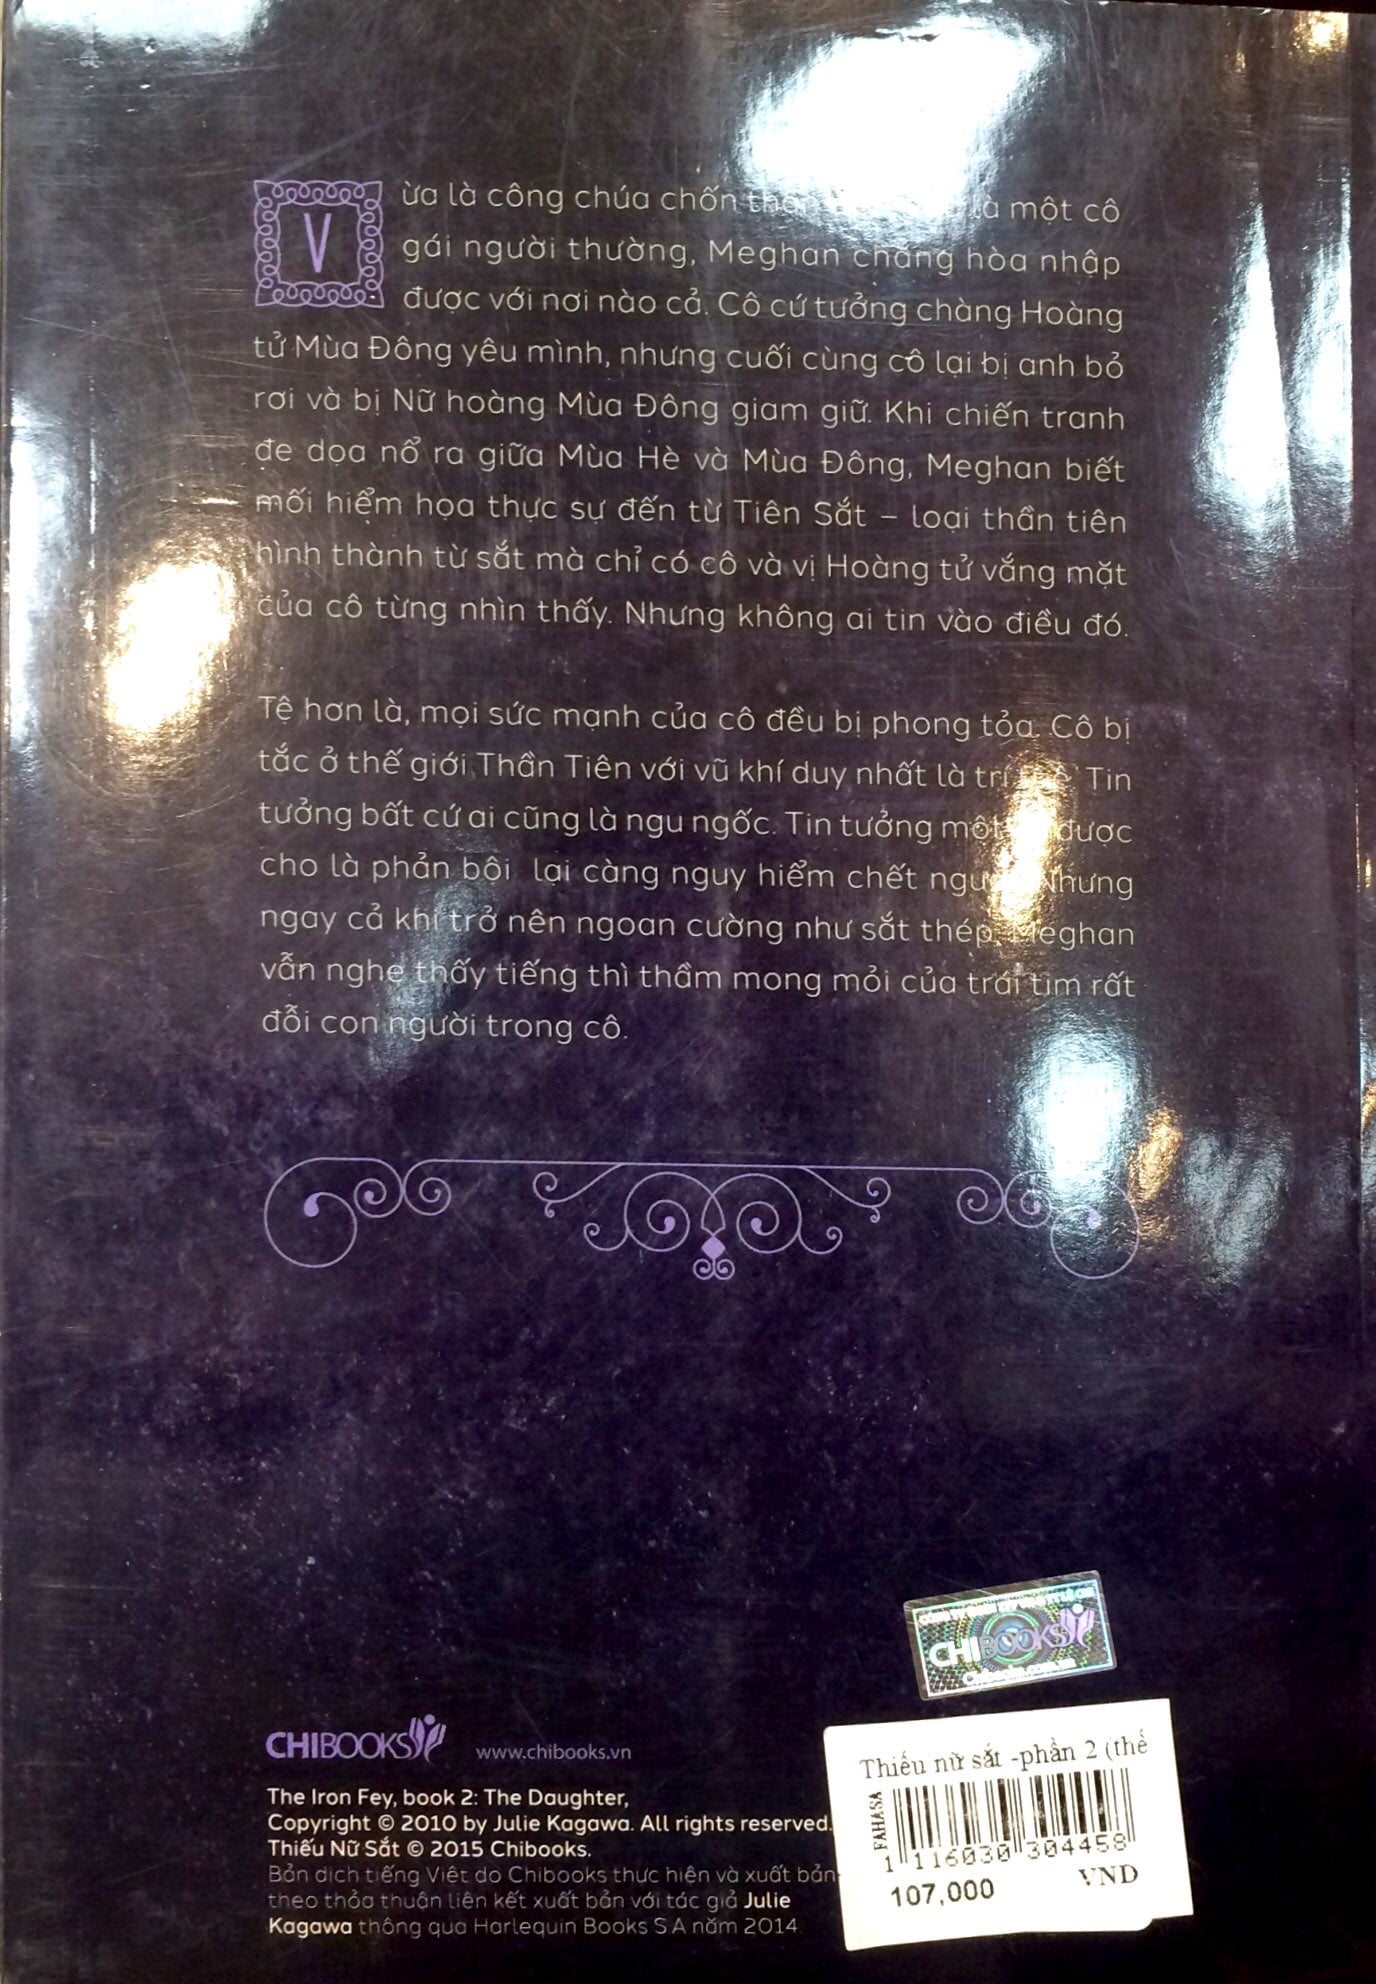 Vừa là công chúa chốn là một cô
gái người thường, Meghan chẳng hòa nhập
được với nơi nào cả. Cô cứ tưởng chàng Hoàng
tử Mùa Đông yêu mình, nhưng cuối cùng cô lại bị anh bỏ
rơi và bị Nữ hoàng Mùa Đông giam giữ. Khi chiến tranh
đe dọa nổ ra giữa Mùa Hè và Mùa Đông, Meghan biết
mối hiểm họa thực sự đến từ Tiên Sắt – loại thần tiên
hình thành từ sắt mà chỉ có cô và vị Hoàng tử vắng mặt
của cô từng nhìn thấy. Nhưng không ai tin vào điều đó.
Tệ hơn là, mọi sức mạnh của cô đều bị phong tỏa. Cô bị
tắc ở thế giới Thần Tiên với vũ khí duy nhất là trí Tin
tưởng bất cứ ai cũng là ngu ngốc. Tin tưởng một được
cho là phản bội lại càng nguy hiểm chết Nhưng
ngay cả khi trở nên ngoan cường như sắt thép, Meghan
vẫn nghe thấy tiếng thì thầm mong mỏi của trái tim rất
đỗi con người trong cô.
CHIBOOKS
Chibooks.com.vn
CHIBOOKS www.chibooks.vn
The Iron Fey, book 2: The Daughter,
Copyright © 2010 by Julie Kagawa. All rights reserved.
Thiếu Nữ Sắt © 2015 Chibooks.
Bản dịch tiếng Việt do Chibooks thực hiện và xuất bản
theo thỏa thuận liên kết xuất bản với tác giả Julie
Kagawa thông qua Harlequin Books S.A năm 2014.
Thiếu nữ sắt -phần 2 (thế
FAHASA
1 116030 304458
107,000 VND